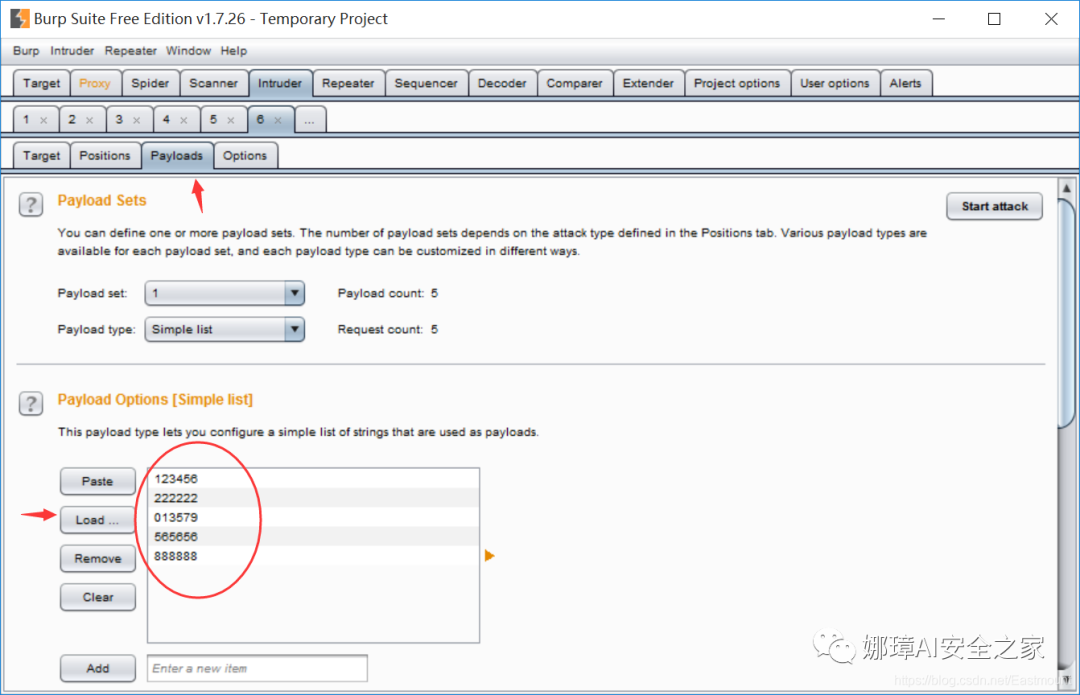 Burp Suite Free Edition v1.7.26 - Temporary Project
Burp Intruder Repeater Window Help
Target Proxy Spider Scanner Intruder Repeater Sequencer Decoder Comparer Extender Project options User options Alerts
1 × 2 × 3 × 4 × 5 × 6 × ...
Target Positions Payloads Options
? Payload Sets Start attack
You can define one or more payload sets. The number of payload sets depends on the attack type defined in the Positions tab. Various payload types are
available for each payload set, and each payload type can be customized in different ways.
Payload set: 1 Payload count: 5
Payload type: Simple list Request count: 5
? Payload Options [Simple list]
This payload type lets you configure a simple list of strings that are used as payloads.
Paste
Load ...
Remove
Clear
123456
222222
013579
565656
888888
Add Enter a new item
娜璋AI安全之家
https://blog.csdn.net/Eastmou